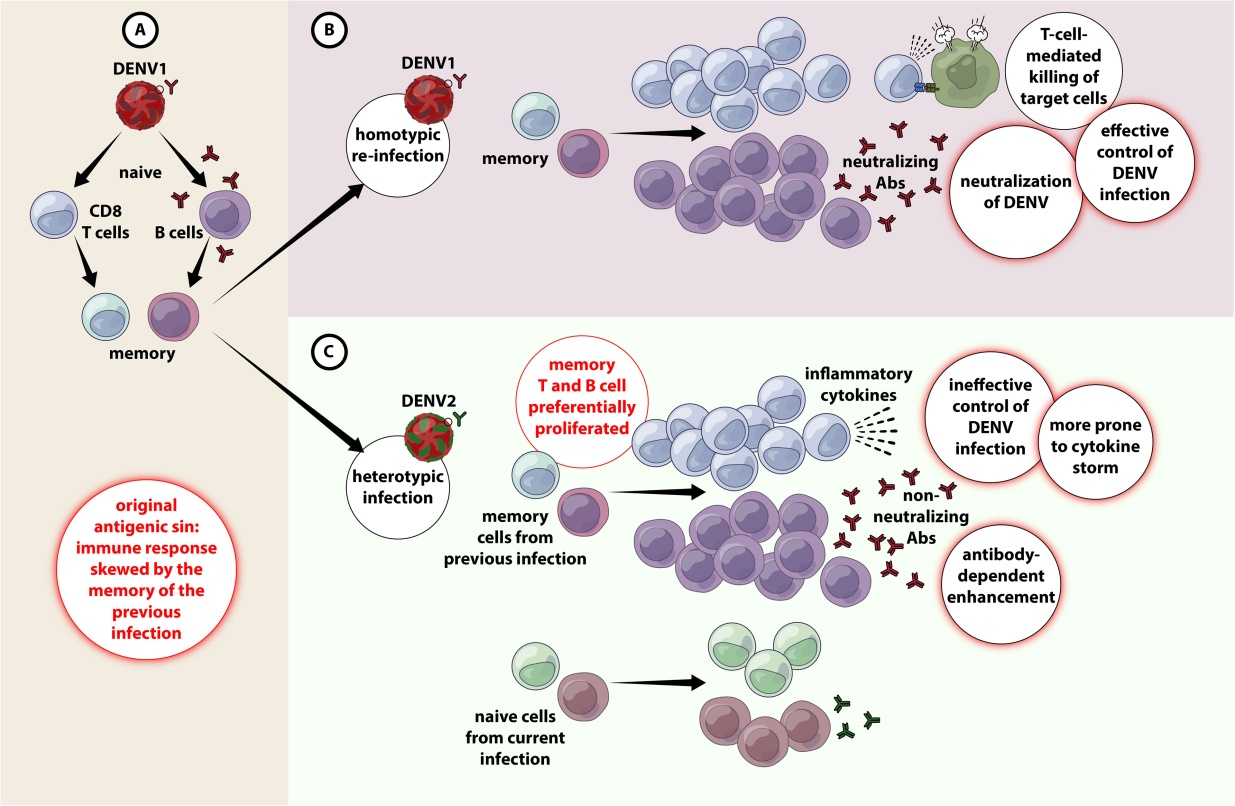 A
DENV1
naive
CD8
T cells
B cells
memory
original
antigenic sin:
immune response
skewed by the
memory of the
previous
infection
B
DENV1
homotypic
re-infection
memory
neutralizing
Abs
T-cell-
mediated
killing of
target cells
neutralization
of DENV
effective
control of
DENV
infection
C
DENV2
heterotypic
infection
memory
T and B cell
preferentially
proliferated
memory
cells from
previous infection
inflammatory
cytokines
non-
neutralizing
Abs
ineffective
control of
DENV
infection
more prone
to cytokine
storm
antibody-
dependent
enhancement
naive cells
from current
infection